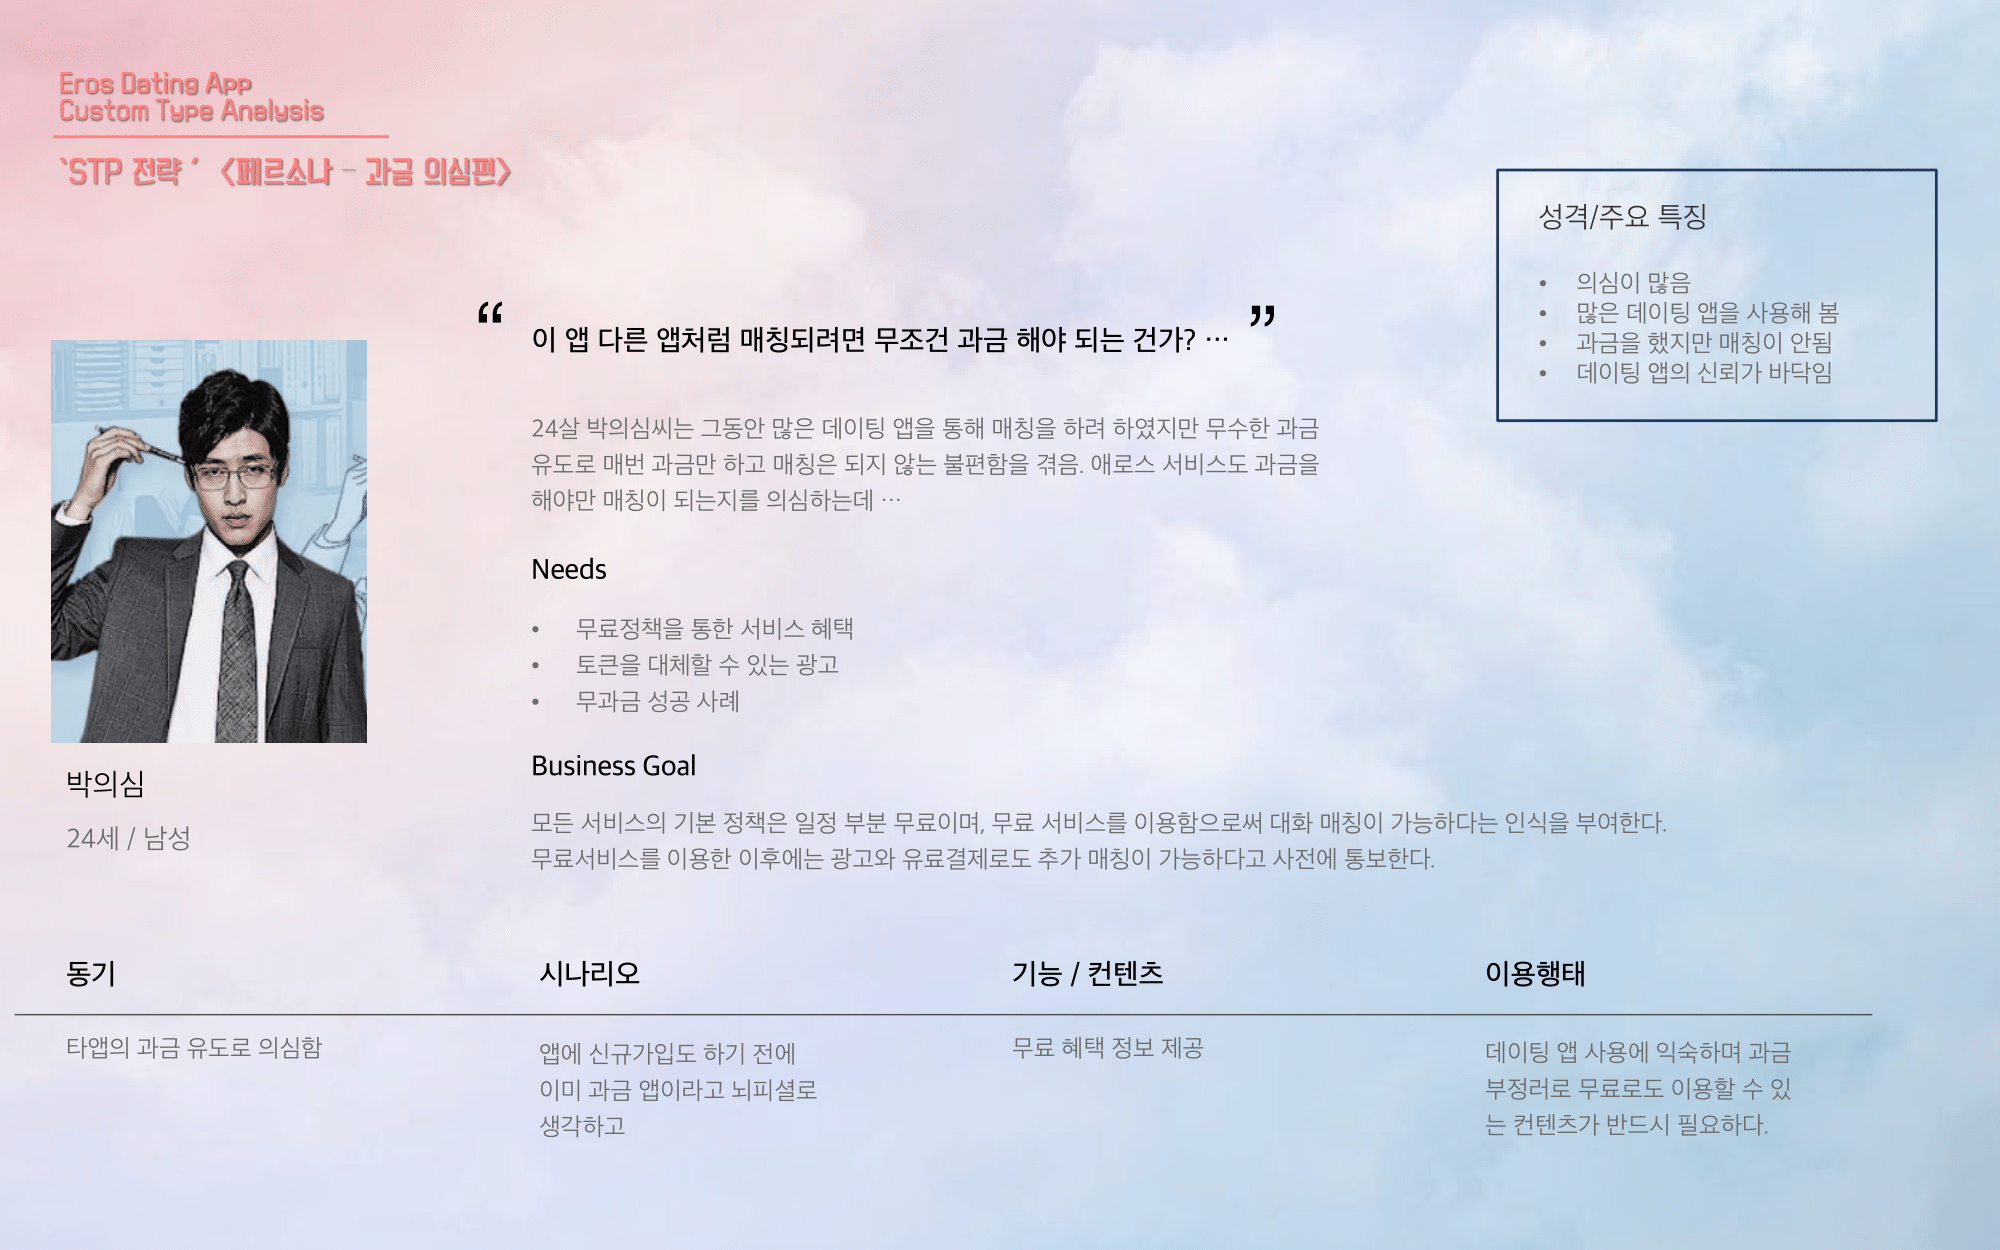 Eros Dating App
Custom Type Analysis
‘STP 전략 ’ <페르소나 – 과금 의심편>
성격/주요 특징
• 의심이 많음
• 많은 데이팅 앱을 사용해 봄
• 과금을 했지만 매칭이 안됨
• 데이팅 앱의 신뢰가 바닥임
“ 이 앱 다른 앱처럼 매칭되려면 무조건 과금 해야 되는 건가? … ”
24살 박의심씨는 그동안 많은 데이팅 앱을 통해 매칭을 하려 하였지만 무수한 과금
유도로 매번 과금만 하고 매칭은 되지 않는 불편함을 겪음. 애로스 서비스도 과금을
해야만 매칭이 되는지를 의심하는데 …
Needs
• 무료정책을 통한 서비스 혜택
• 토큰을 대체할 수 있는 광고
• 무과금 성공 사례
Business Goal
모든 서비스의 기본 정책은 일정 부분 무료이며, 무료 서비스를 이용함으로써 대화 매칭이 가능하다는 인식을 부여한다.
무료서비스를 이용한 이후에는 광고와 유료결제로도 추가 매칭이 가능하다고 사전에 통보한다.
박의심
24세 / 남성
동기
타앱의 과금 유도로 의심함
시나리오
앱에 신규가입도 하기 전에
이미 과금 앱이라고 뇌피셜로
생각하고
기능 / 컨텐츠
무료 혜택 정보 제공
이용행태
데이팅 앱 사용에 익숙하며 과금
부정러로 무료로도 이용할 수 있
는 컨텐츠가 반드시 필요하다.